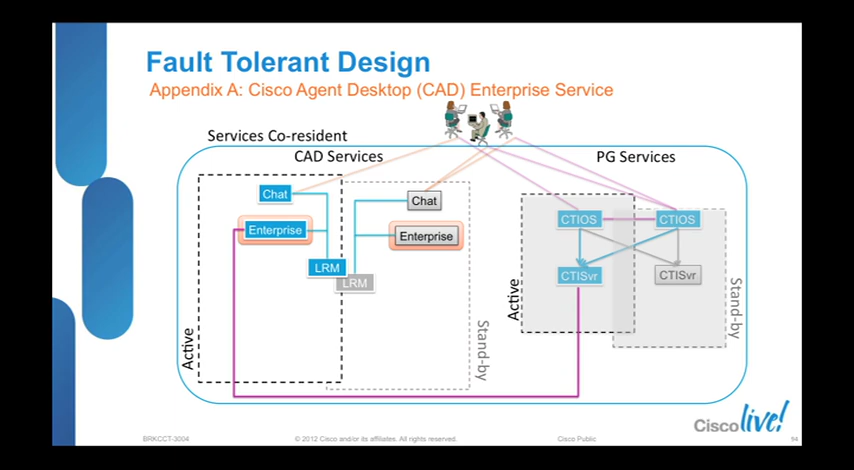 Fault Tolerant Design
Appendix A: Cisco Agent Desktop (CAD) Enterprise Service
Services Co-resident
CAD Services
PG Services
Chat
Enterprise
LRM
Active
Chat
Enterprise
LRM
Stand-by
CTIOS
CTISvr
Active
CTIOS
CTISvr
Stand-by
Cisco live!
BRKCCT-3004
© 2012 Cisco and/or its affiliates. All rights reserved.
Cisco Public
94